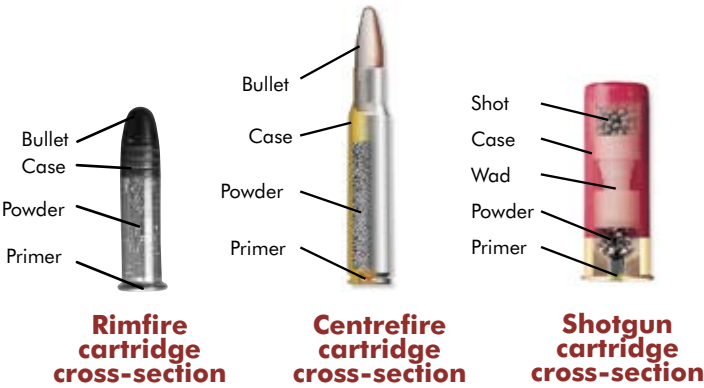 Bullet
Case
Powder
Primer
Rimfire
cartridge
cross-section
Bullet
Case
Powder
Primer
Centrefire
cartridge
cross-section
Shot
Case
Wad
Powder
Primer
Shotgun
cartridge
cross-section